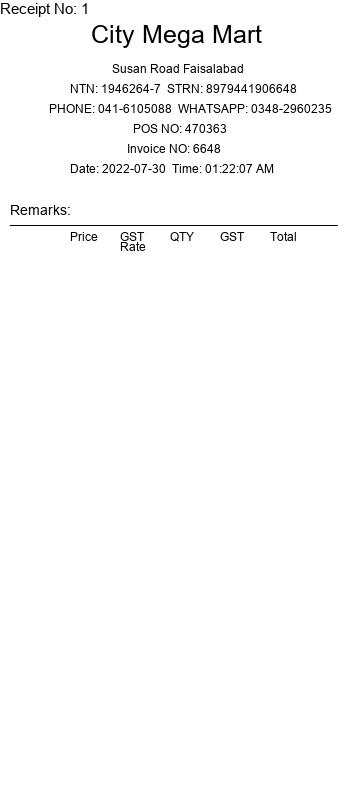 Receipt No: 1
City Mega Mart
Susan Road Faisalabad
NTN: 1946264-7  STRN: 8979441906648
PHONE: 041-6105088  WHATSAPP: 0348-2960235
POS NO: 470363
Invoice NO: 6648
Date: 2022-07-30  Time: 01:22:07 AM
Remarks:
Price GST Rate QTY GST Total